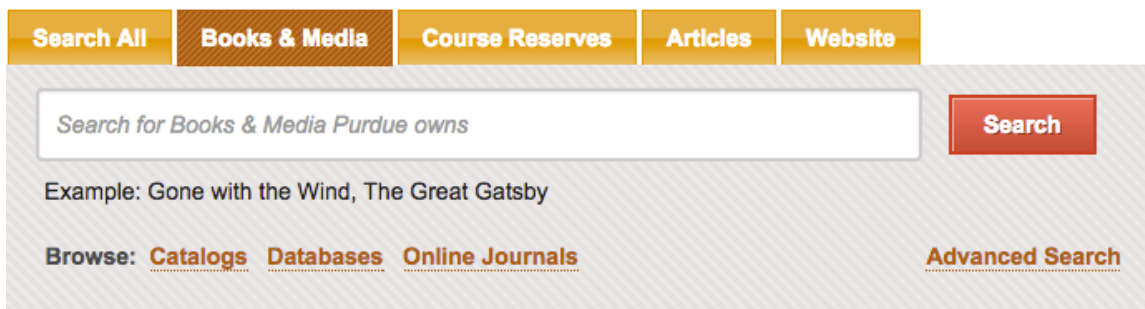 Search All Books & Media Course Reserves Articles Website
Search for Books & Media Purdue owns Search
Example: Gone with the Wind, The Great Gatsby
Browse: Catalogs Databases Online Journals Advanced Search